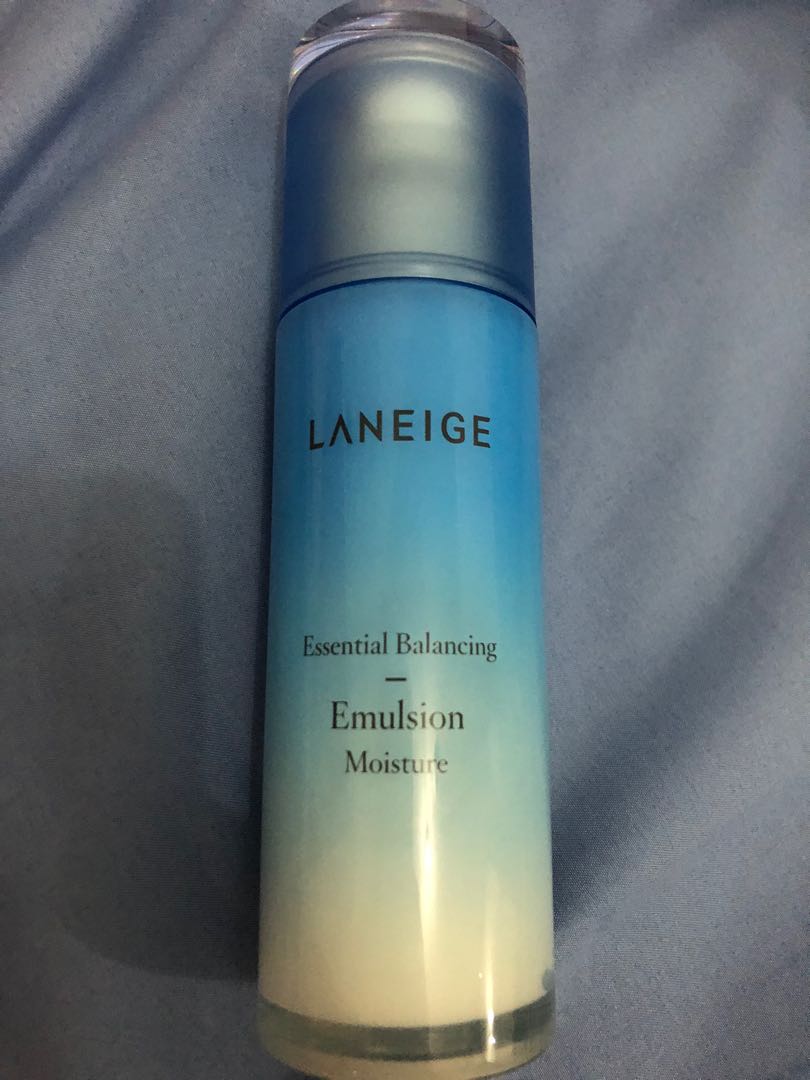 LANEIGE
Essential Balancing
–
Emulsion
Moisture